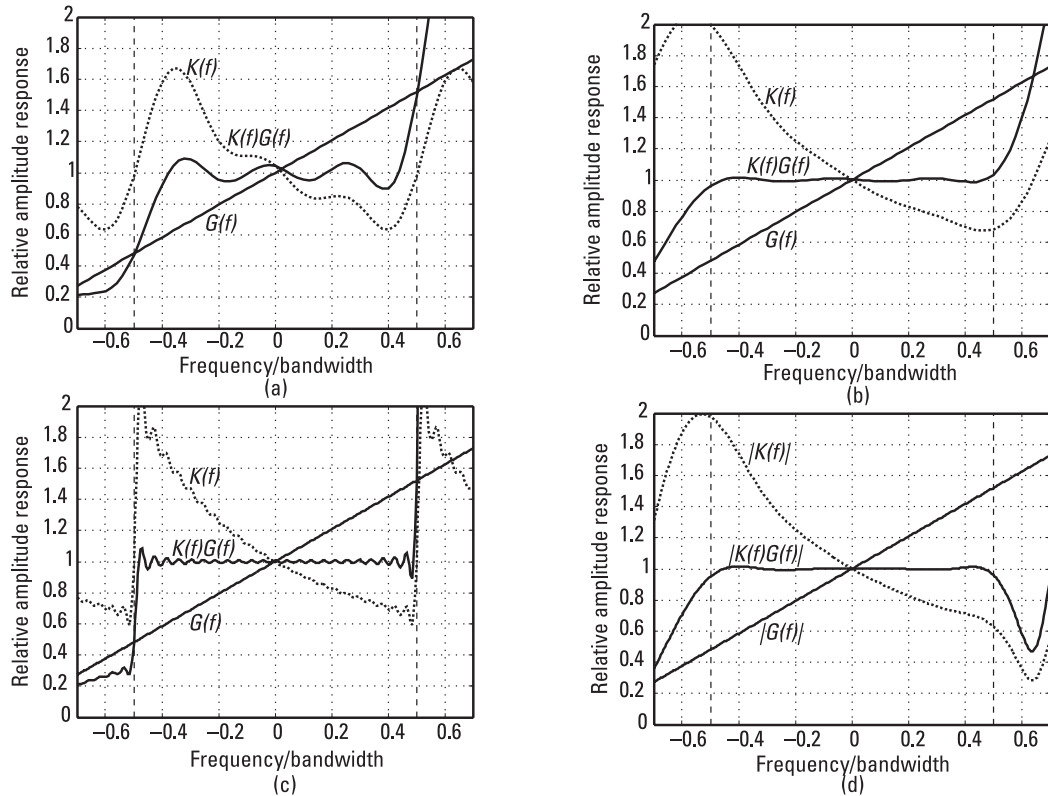 Relative amplitude response
2
1.8
1.6
1.4
1.2
1
0.8
0.6
0.4
0.2
0
K(f)
K(f)G(f)
G(f)
−0.6 −0.4 −0.2 0 0.2 0.4 0.6
Frequency/bandwidth
(a)
Relative amplitude response
2
1.8
1.6
1.4
1.2
1
0.8
0.6
0.4
0.2
0
K(f)
K(f)G(f)
G(f)
−0.6 −0.4 −0.2 0 0.2 0.4 0.6
Frequency/bandwidth
(b)
Relative amplitude response
2
1.8
1.6
1.4
1.2
1
0.8
0.6
0.4
0.2
0
K(f)
K(f)G(f)
G(f)
−0.6 −0.4 −0.2 0 0.2 0.4 0.6
Frequency/bandwidth
(c)
Relative amplitude response
2
1.8
1.6
1.4
1.2
1
0.8
0.6
0.4
0.2
0
|K(f)|
|K(f)G(f)|
|G(f)|
−0.6 −0.4 −0.2 0 0.2 0.4 0.6
Frequency/bandwidth
(d)